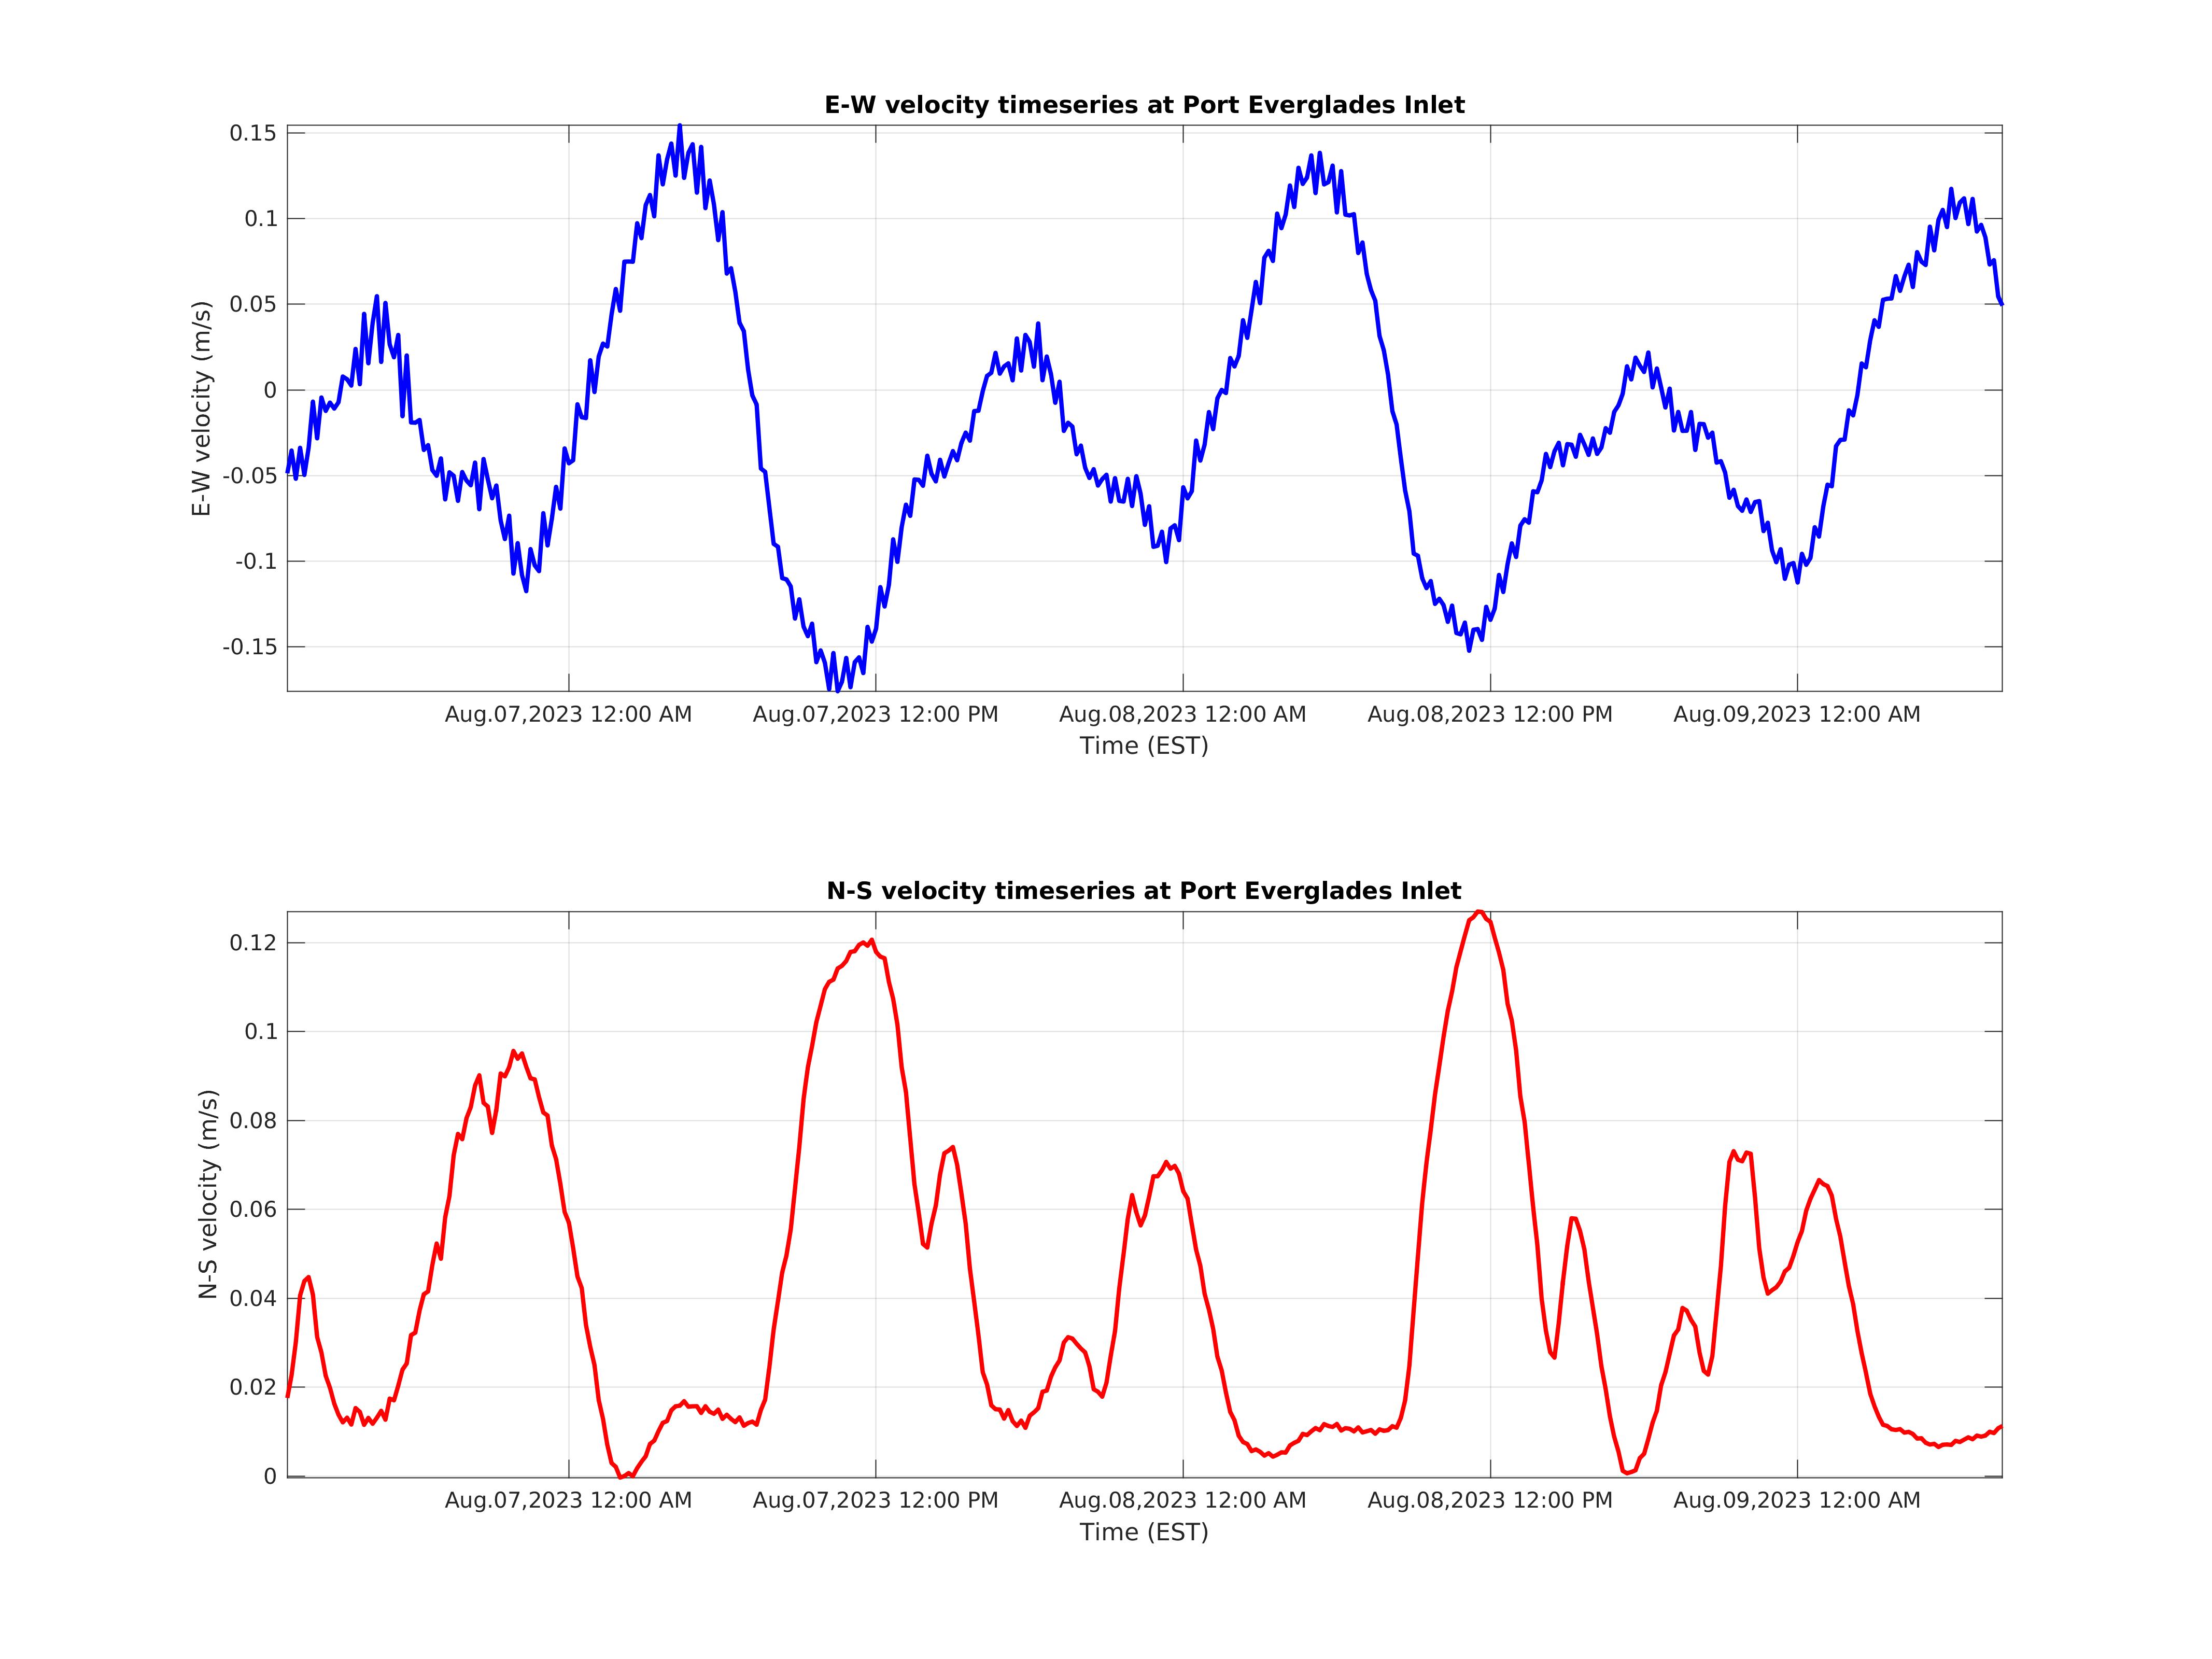 E-W velocity timeseries at Port Everglades Inlet
0.15
0.1
0.05
0
-0.05
-0.1
-0.15
E-W velocity (m/s)
Aug.07,2023 12:00 AM Aug.07,2023 12:00 PM Aug.08,2023 12:00 AM Aug.08,2023 12:00 PM Aug.09,2023 12:00 AM
Time (EST)
N-S velocity timeseries at Port Everglades Inlet
0.12
0.1
0.08
0.06
0.04
0.02
0
N-S velocity (m/s)
Aug.07,2023 12:00 AM Aug.07,2023 12:00 PM Aug.08,2023 12:00 AM Aug.08,2023 12:00 PM Aug.09,2023 12:00 AM
Time (EST)